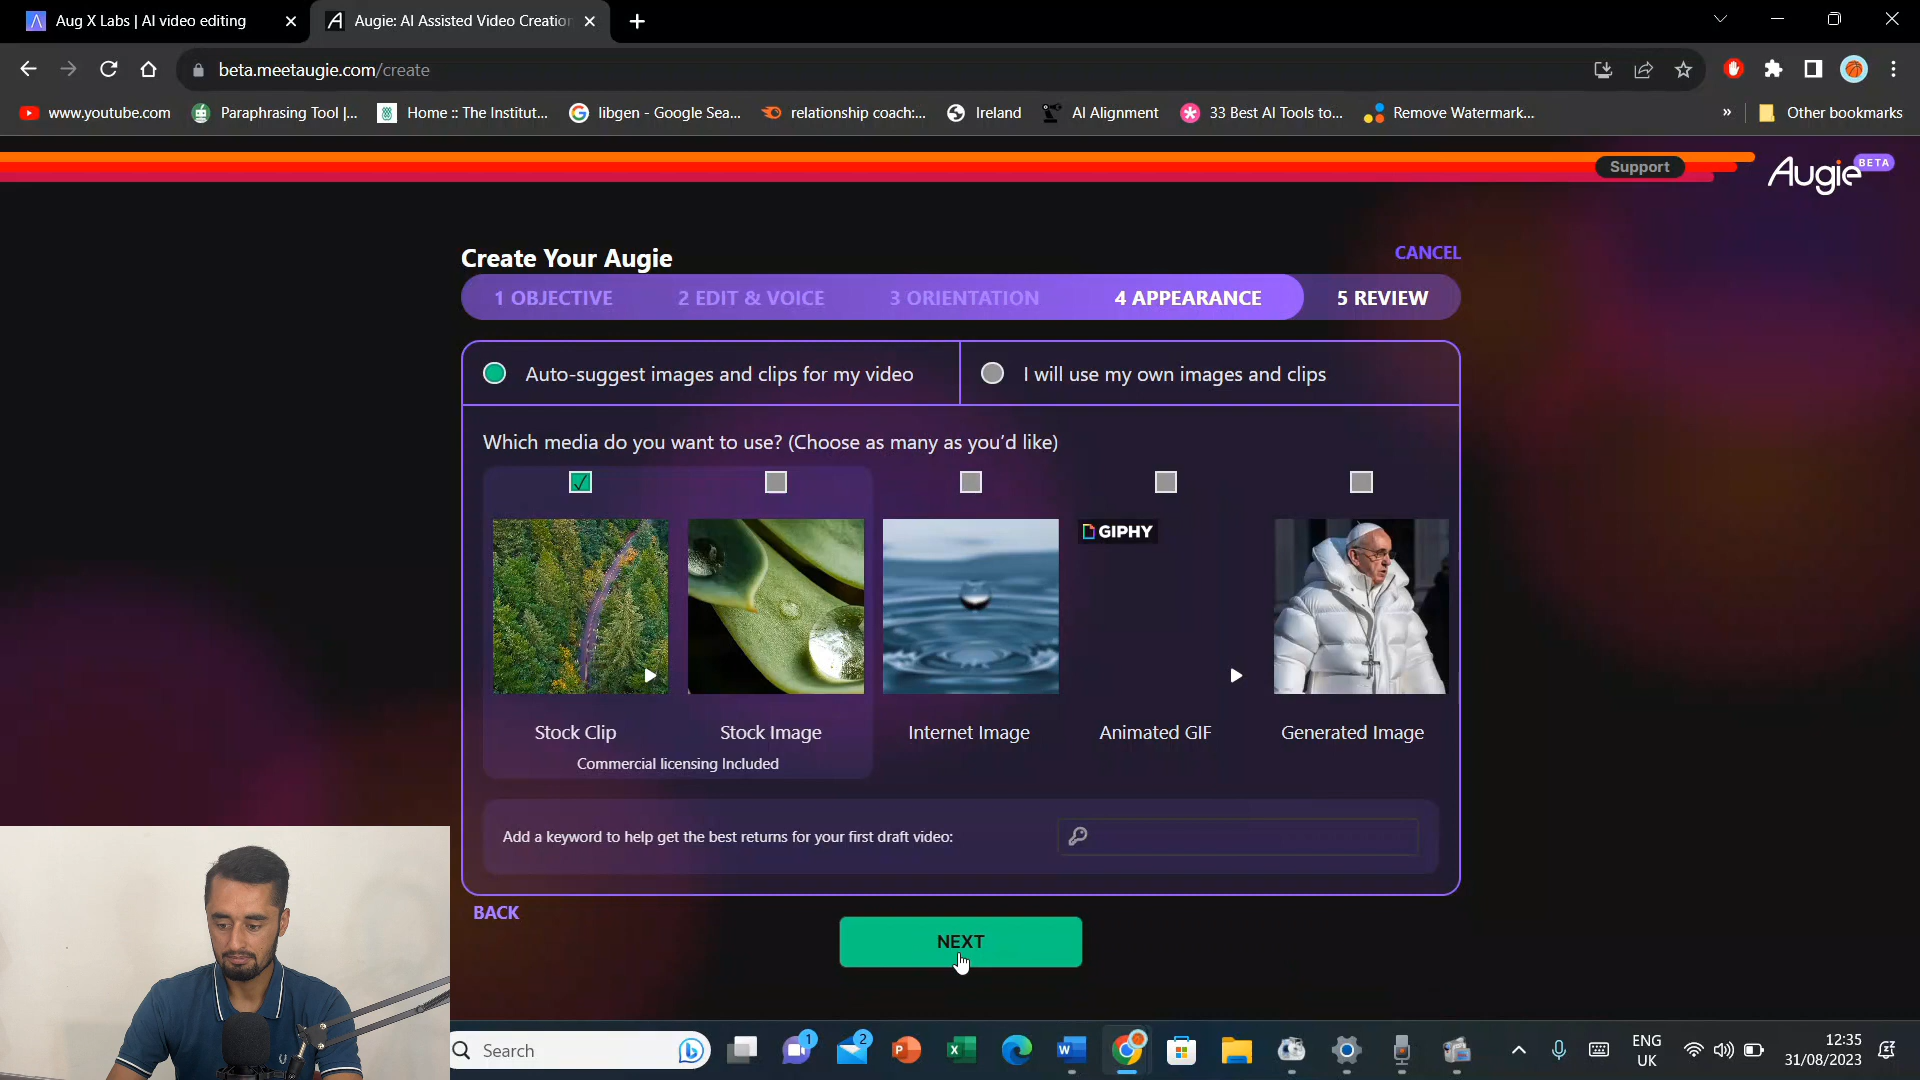 Aug X Labs | AI video editing
Augie: AI Assisted Video Creation
beta.meetaugie.com/create
www.youtube.com
Paraphrasing Tool |...
Home :: The Institut...
libgen - Google Sea...
relationship coach:...
Ireland
AI Alignment
33 Best AI Tools to...
Remove Watermark...
»
Other bookmarks
Support
Augie BETA
Create Your Augie
CANCEL
1 OBJECTIVE
2 EDIT & VOICE
3 ORIENTATION
4 APPEARANCE
5 REVIEW
Auto-suggest images and clips for my video
I will use my own images and clips
Which media do you want to use? (Choose as many as you'd like)
GIPHY
Stock Clip
Stock Image
Internet Image
Animated GIF
Generated Image
Commercial licensing Included
Add a keyword to help get the best returns for your first draft video:
BACK
NEXT
Search
1
2
ENG
UK
12:35
31/08/2023